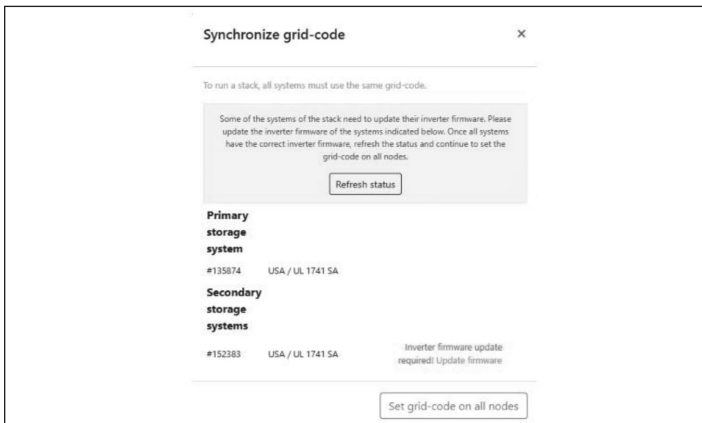 Synchronize grid-code ×
To run a stack, all systems must use the same grid-code.
Some of the systems of the stack need to update their inverter firmware. Please
update the inverter firmware of the systems indicated below. Once all systems
have the correct inverter firmware, refresh the status and continue to set the
grid-code on all nodes.
Refresh status
Primary
storage
system
#135874 USA / UL 1741 SA
Secondary
storage
systems
#152383 USA / UL 1741 SA Inverter firmware update
required! Update firmware
Set grid-code on all nodes